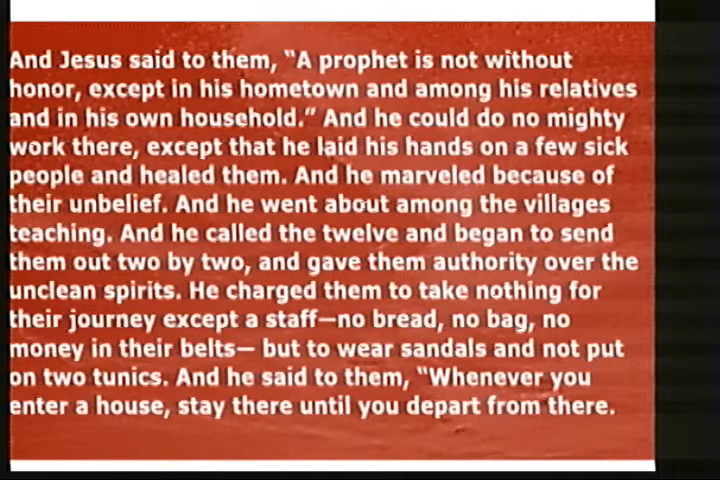 And Jesus said to them, “A prophet is not without
honor, except in his hometown and among his relatives
and in his own household.” And he could do no mighty
work there, except that he laid his hands on a few sick
people and healed them. And he marveled because of
their unbelief. And he went about among the villages
teaching. And he called the twelve and began to send
them out two by two, and gave them authority over the
unclean spirits. He charged them to take nothing for
their journey except a staff—no bread, no bag, no
money in their belts— but to wear sandals and not put
on two tunics. And he said to them, “Whenever you
enter a house, stay there until you depart from there.